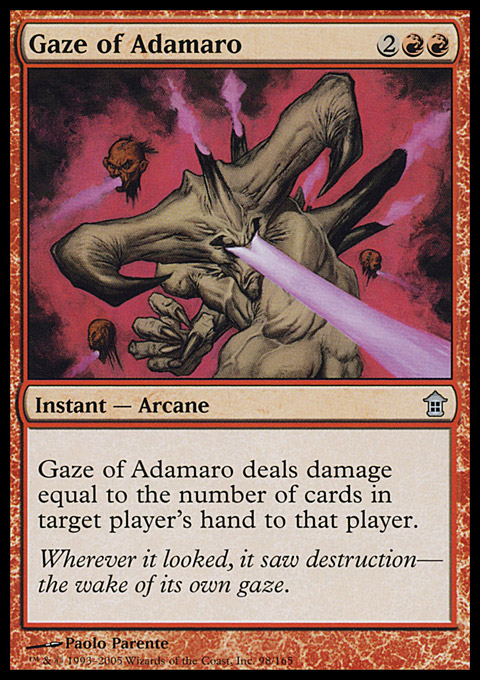 Gaze of Adamaro 2
Instant — Arcane
Gaze of Adamaro deals damage
equal to the number of cards in
target player's hand to that player.
Wherever it looked, it saw destruction—
the wake of its own gaze.
Paolo Parente
™ & © 1993–2005 Wizards of the Coast, Inc. 98/165